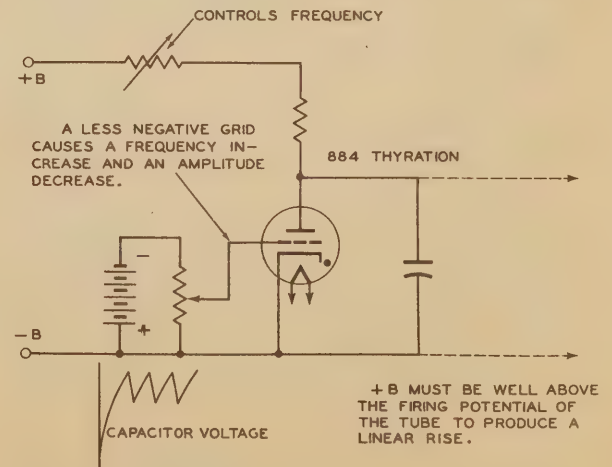 CONTROLS FREQUENCY
+B
A LESS NEGATIVE GRID
CAUSES A FREQUENCY IN-
CREASE AND AN AMPLITUDE
DECREASE.
884 THYRATION
-
+
-B
CAPACITOR VOLTAGE
+B MUST BE WELL ABOVE
THE FIRING POTENTIAL OF
THE TUBE TO PRODUCE A
LINEAR RISE.